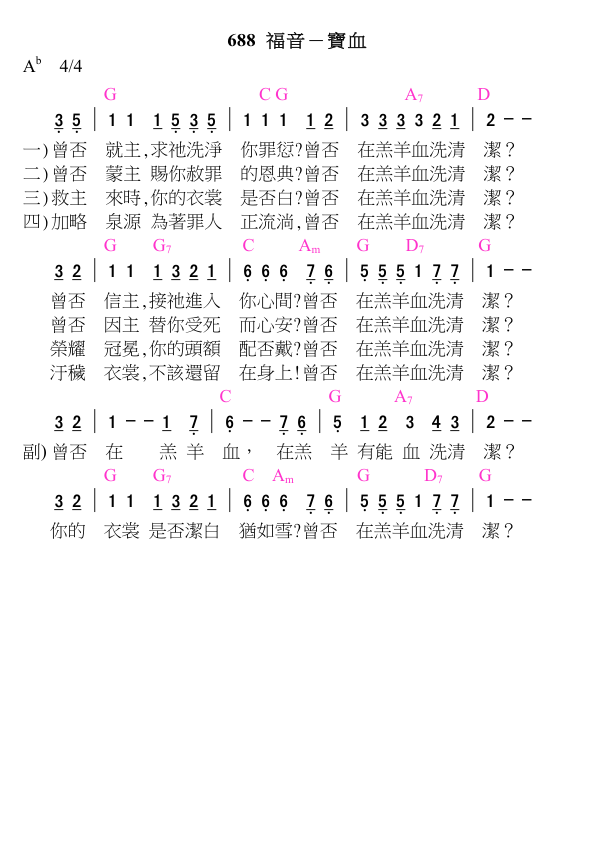 688 福音－寶血
A♭ 4/4
G C G A7 D
3 5 | 1 1 1 5 3 5 | 1 1 1 1 2 | 3 3 3 3 2 1 | 2 － －
一)曾否 就主,求祂洗淨 你罪愆?曾否 在羔羊血洗清 潔？
二)曾否 蒙主 賜你赦罪 的恩典?曾否 在羔羊血洗清 潔？
三)救主 來時,你的衣裳 是否白?曾否 在羔羊血洗清 潔？
四)加略 泉源 為著罪人 正流淌,曾否 在羔羊血洗清 潔？
G G7 C Am G D7 G
3 2 | 1 1 1 3 2 1 | 6 6 6 7 6 | 5 5 5 1 7 7 | 1 － －
曾否 信主,接祂進入 你心間?曾否 在羔羊血洗清 潔？
曾否 因主 替你受死 而心安?曾否 在羔羊血洗清 潔？
榮耀 冠冕,你的頭額 配否戴?曾否 在羔羊血洗清 潔？
汙穢 衣裳,不該還留 在身上!曾否 在羔羊血洗清 潔？
C G A7 D
3 2 | 1 － － 1 7 | 6 － － 7 6 | 5 1 2 3 4 3 | 2 － －
副)曾否 在 羔 羊 血， 在羔 羊 有能 血 洗清 潔？
G G7 C Am G D7 G
3 2 | 1 1 1 3 2 1 | 6 6 6 7 6 | 5 5 5 1 7 7 | 1 － －
你的 衣裳 是否潔白 猶如雪?曾否 在羔羊血洗清 潔？